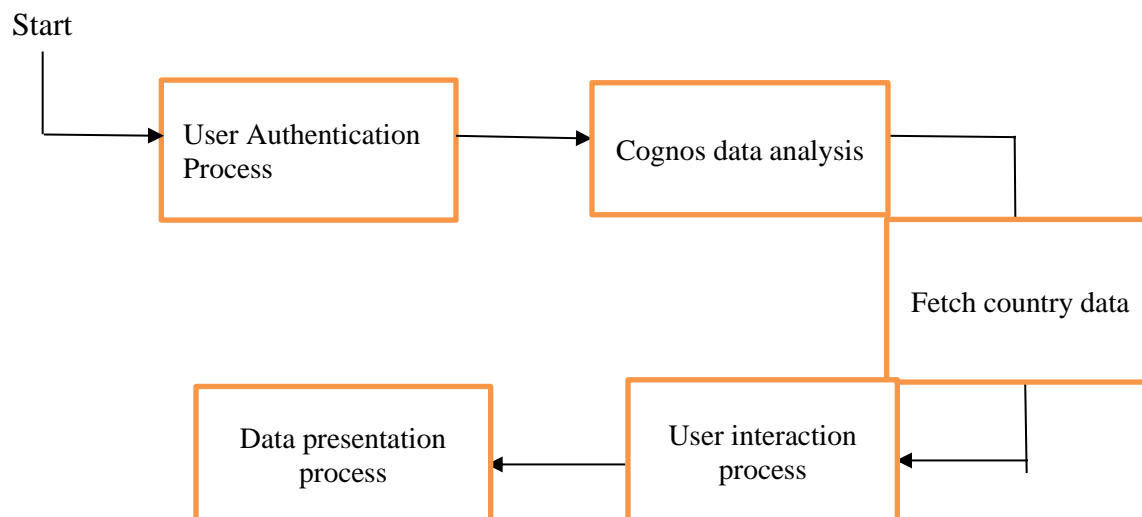 Start
User Authentication
Process
Cognos data analysis
Fetch country data
User interaction
process
Data presentation
process